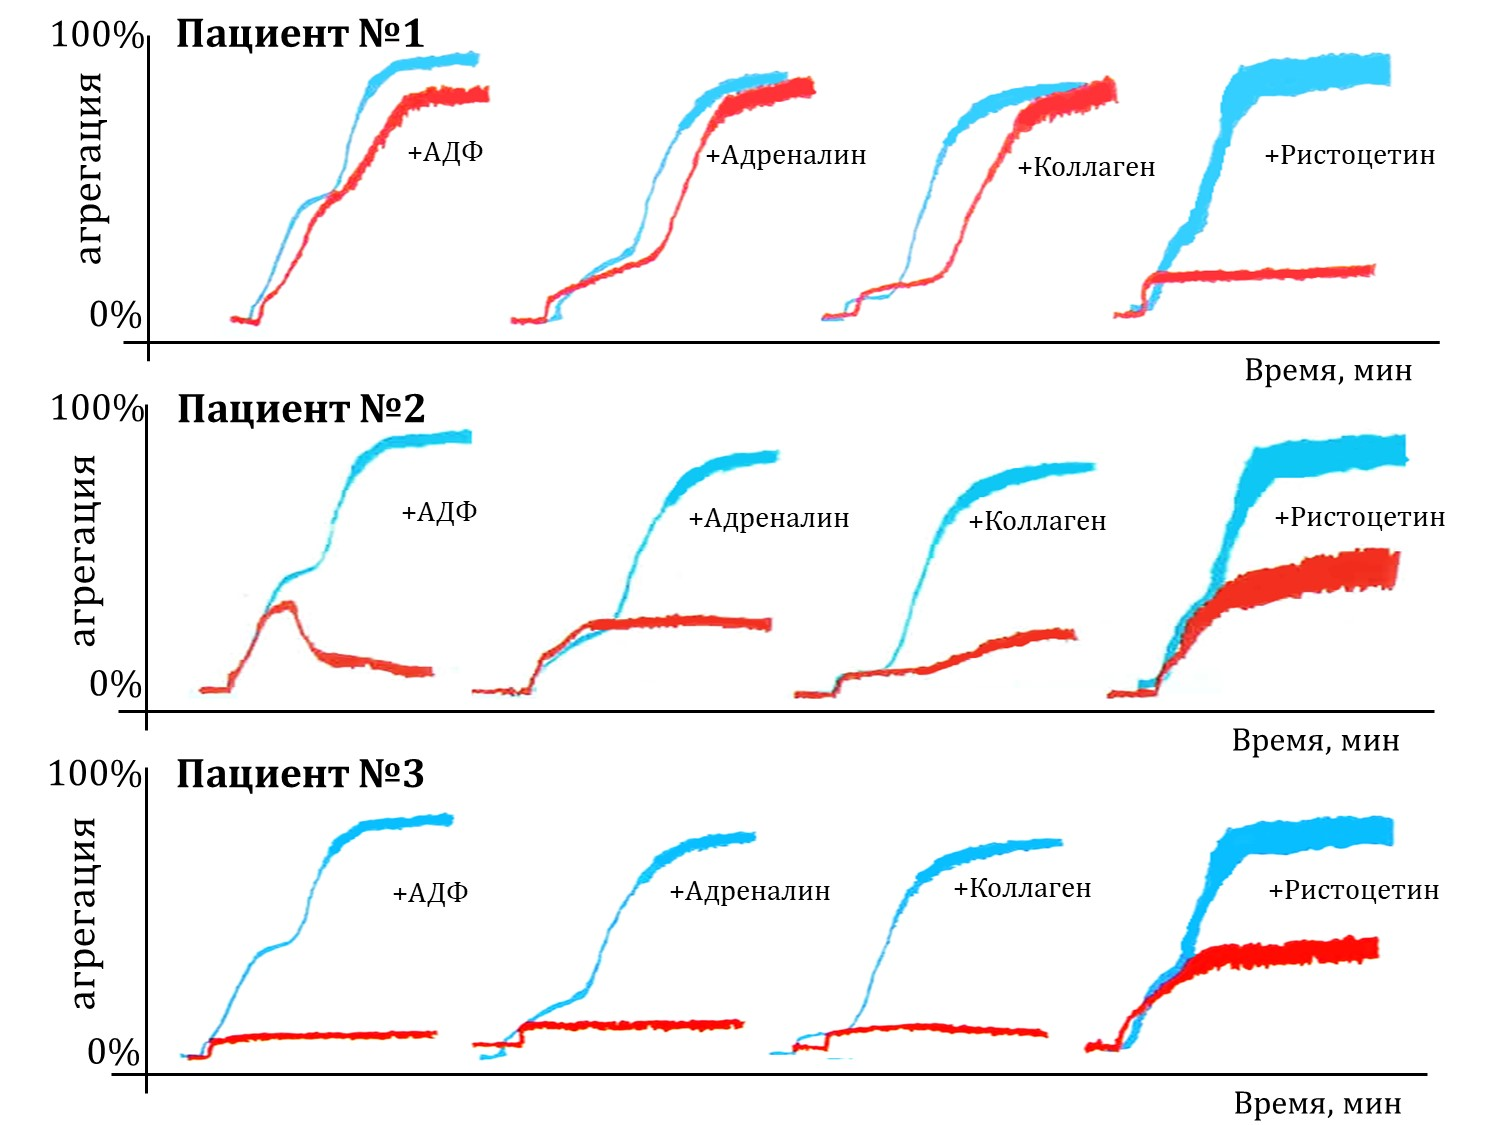 100% Пациент №1
агрегация
+АДФ
+Адреналин
+Коллаген
+Ристоцетин
0%
Время, мин
100% Пациент №2
агрегация
+АДФ
+Адреналин
+Коллаген
+Ристоцетин
0%
Время, мин
100% Пациент №3
агрегация
+АДФ
+Адреналин
+Коллаген
+Ристоцетин
0%
Время, мин